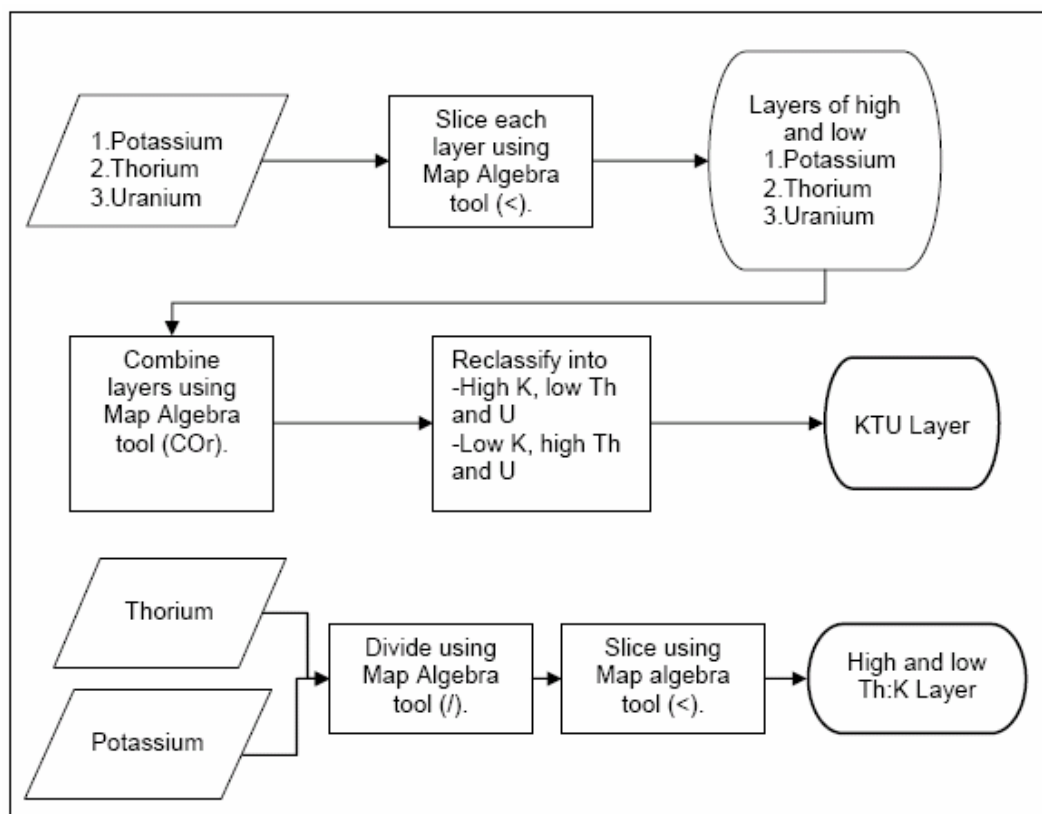 1.Potassium
2.Thorium
3.Uranium
Slice each
layer using
Map Algebra
tool (<).
Layers of high
and low
1.Potassium
2.Thorium
3.Uranium
Combine
layers using
Map Algebra
tool (COr).
Reclassify into
-High K, low Th
and U
-Low K, high Th
and U
KTU Layer
Thorium
Potassium
Divide using
Map Algebra
tool (/).
Slice using
Map algebra
tool (<).
High and low
Th:K Layer